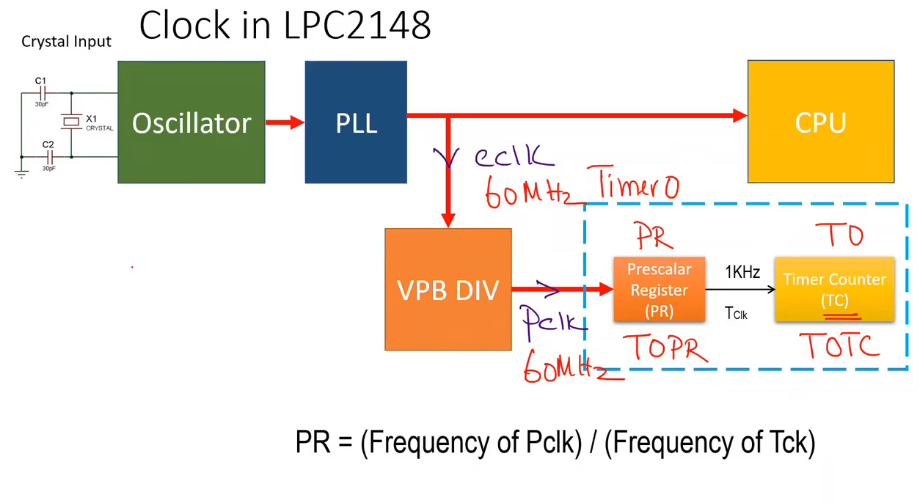 Clock in LPC2148
Crystal Input
C1
30pF
X1
CRYSTAL
C2
30pF
Oscillator
PLL
CPU
cclk
60MHz
Timer0
VPB DIV
Pclk
60MHz
PR
Prescalar
Register
(PR)
T0PR
1KHz
TClk
T0
Timer Counter
(TC)
T0TC
PR = (Frequency of Pclk) / (Frequency of Tck)